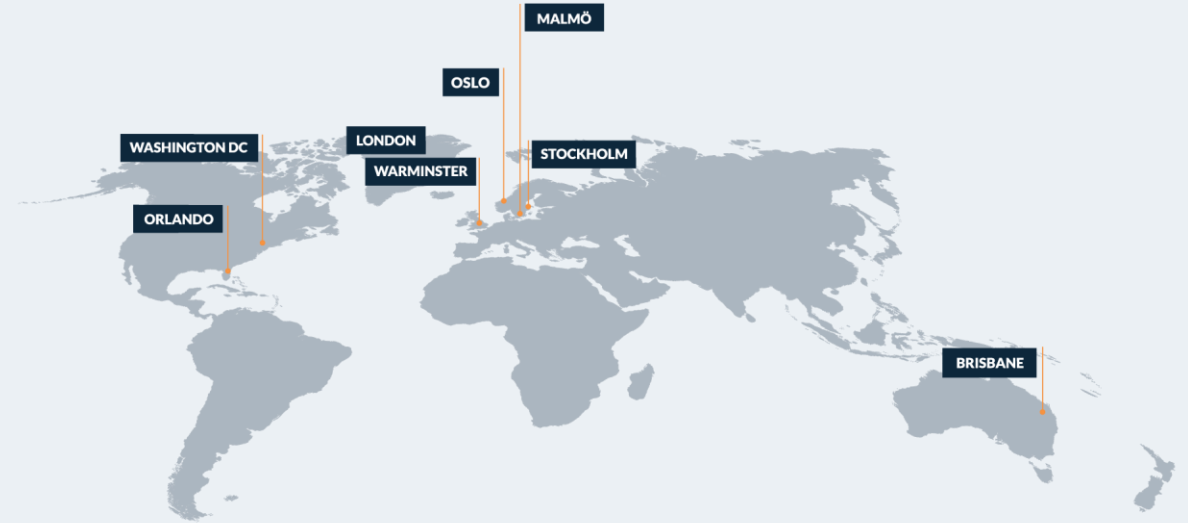 MALMÖ
OSLO
LONDON
WASHINGTON DC
STOCKHOLM
WARMINSTER
ORLANDO
BRISBANE